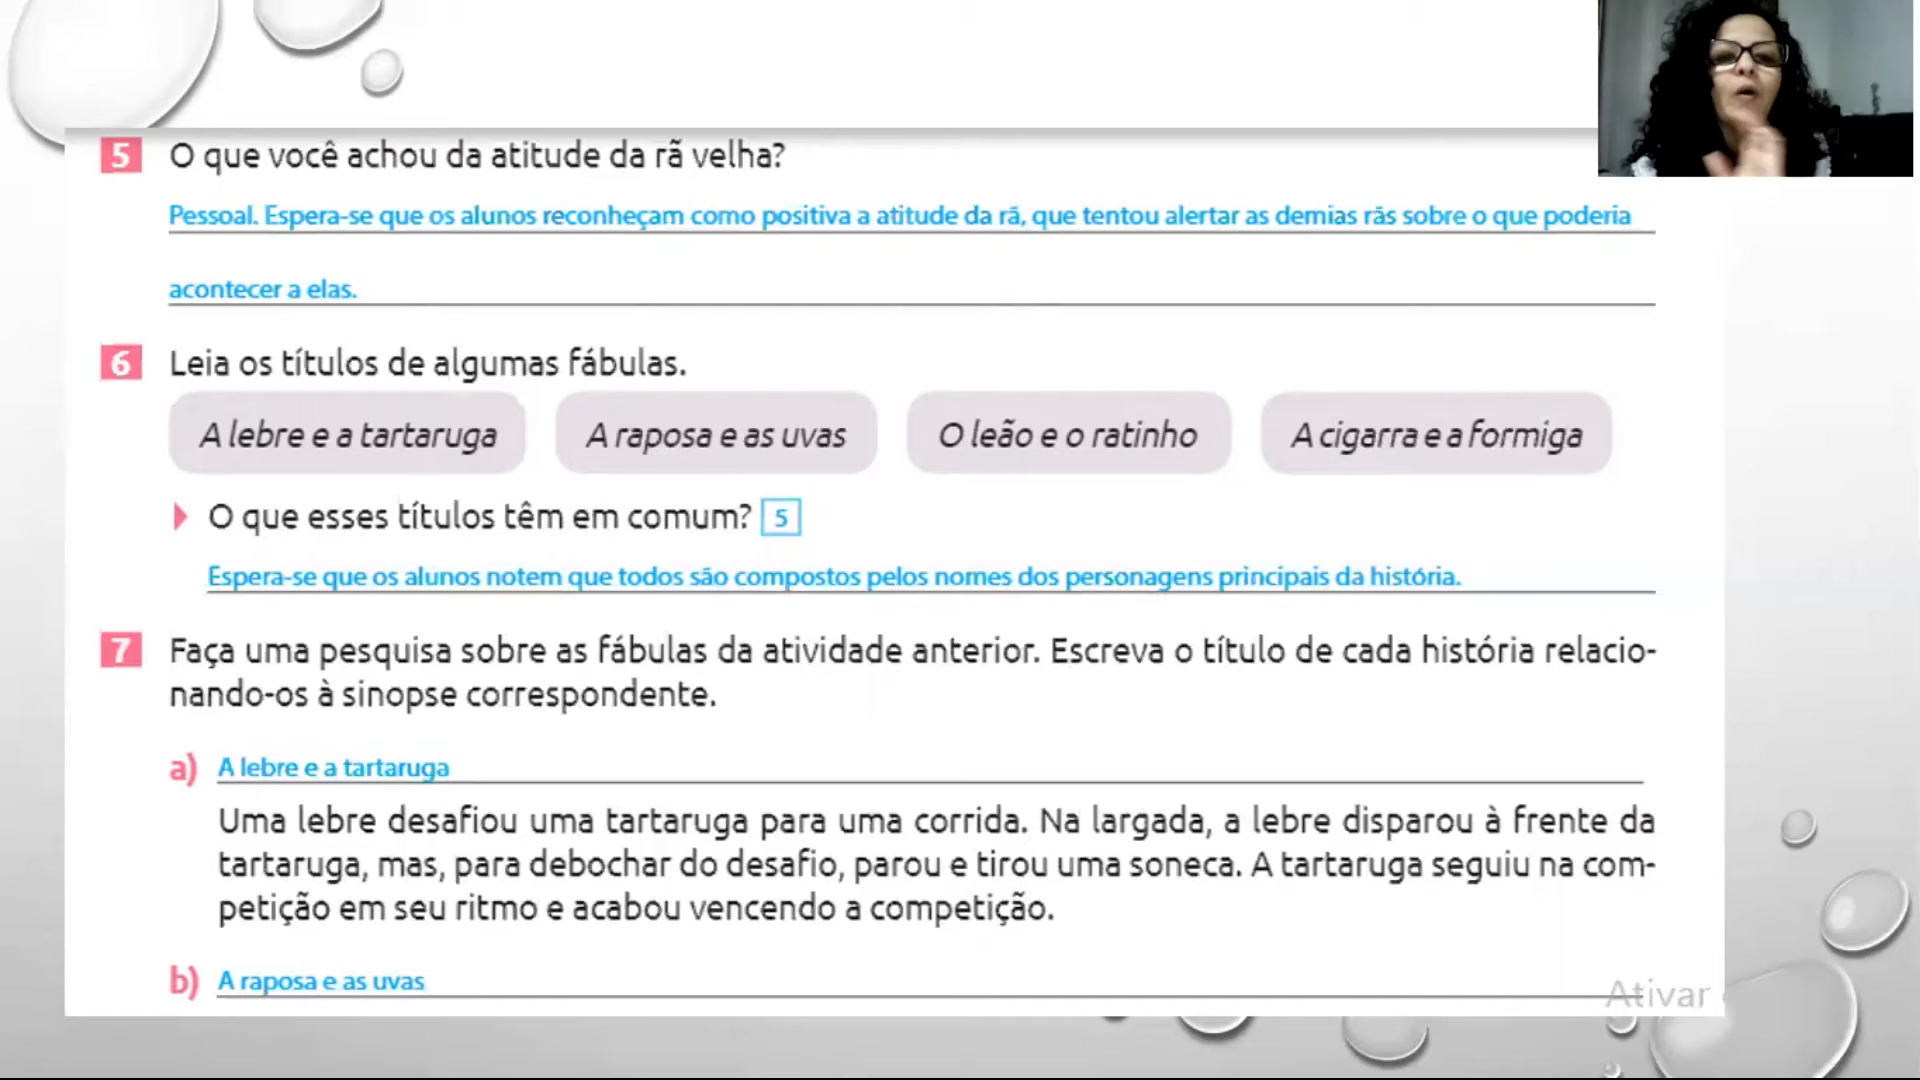 5 O que você achou da atitude da rã velha?
Pessoal. Espera-se que os alunos reconheçam como positiva a atitude da rã, que tentou alertar as demias rãs sobre o que poderia
acontecer a elas.
6 Leia os títulos de algumas fábulas.
A lebre e a tartaruga A raposa e as uvas O leão e o ratinho A cigarra e a formiga
O que esses títulos têm em comum? 5
Espera-se que os alunos notem que todos são compostos pelos nomes dos personagens principais da história.
7 Faça uma pesquisa sobre as fábulas da atividade anterior. Escreva o título de cada história relacio-
nando-os à sinopse correspondente.
a) A lebre e a tartaruga
Uma lebre desafiou uma tartaruga para uma corrida. Na largada, a lebre disparou à frente da
tartaruga, mas, para debochar do desafio, parou e tirou uma soneca. A tartaruga seguiu na com-
petição em seu ritmo e acabou vencendo a competição.
b) A raposa e as uvas
Ativar